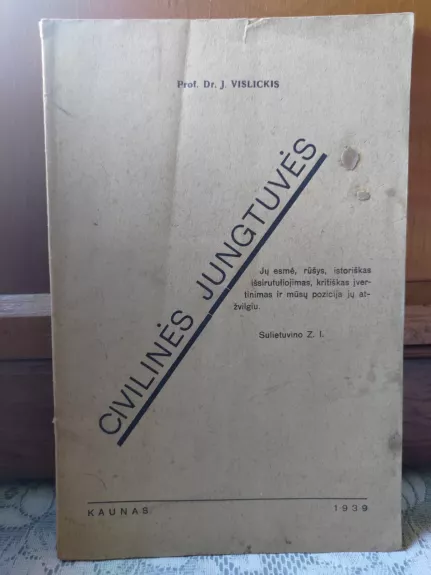 Prof. Dr. J. VISLICKIS
CIVILINĖS JUNGTUVĖS
Jų esmė, rūšys, istoriškas
išsirutuliojimas, kritiškas įver-
tinimas ir mūsų pozicija jų at-
žvilgiu.
Sulietuvino Z. I.
KAUNAS 1939